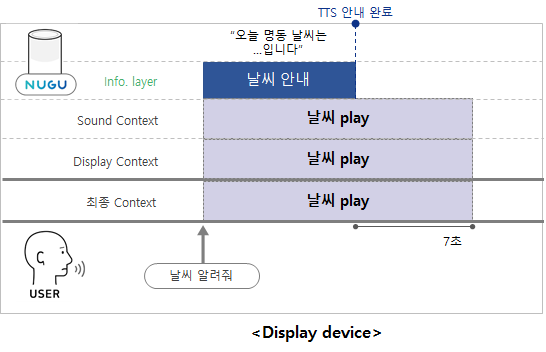 TTS 안내 완료
“오늘 명동 날씨는
...입니다”
NUGU
Info. layer
날씨 안내
Sound Context
날씨 play
Display Context
날씨 play
최종 Context
날씨 play
7초
날씨 알려줘
USER
<Display device>